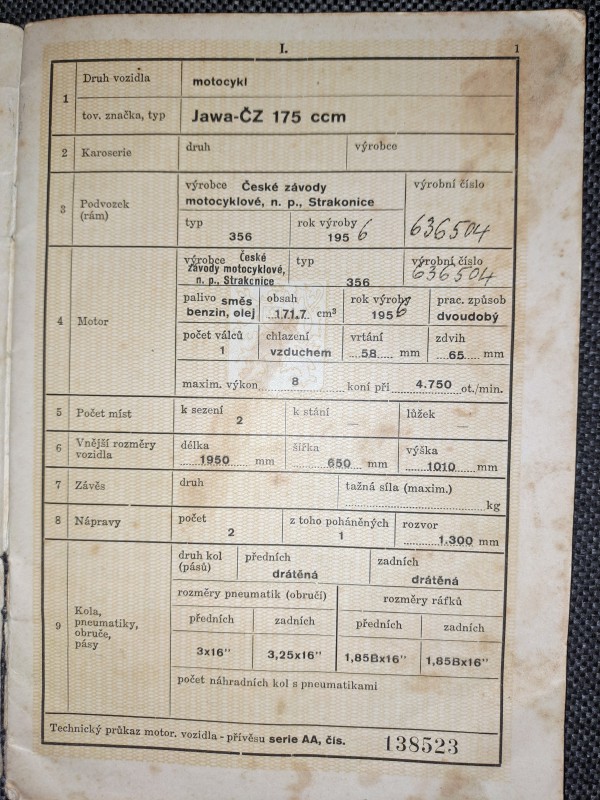 I. 1
1 Druh vozidla motocykl
tov. značka, typ Jawa-ČZ 175 ccm
2 Karoserie druh výrobce
3 Podvozek (rám) výrobce České závody motocyklové, n. p., Strakonice výrobní číslo 636504
typ 356 rok výroby 1956
4 Motor výrobce České závody motocyklové, n. p., Strakonice typ 356 výrobní číslo 636504
palivo směs benzin, olej obsah 171.7 cm³ rok výroby 1956 prac. způsob dvoudobý
počet válců 1 chlazení vzduchem vrtání 58 mm zdvih 65 mm
maxim. výkon 8 koní při 4.750 ot./min.
5 Počet míst k sezení 2 k stání — lůžek —
6 Vnější rozměry vozidla délka 1950 mm šířka 650 mm výška 1010 mm
7 Závěs druh tažná síla (maxim.) kg
8 Nápravy počet 2 z toho poháněných 1 rozvor 1.300 mm
9 Kola, pneumatiky, obruče, pásy druh kol (pásů) předních drátěná zadních drátěná
rozměry pneumatik (obručí) rozměry ráfků
předních zadních předních zadních
3x16" 3,25x16" 1,85Bx16" 1,85Bx16"
počet náhradních kol s pneumatikami
Technický průkaz motor. vozidla - přívěsu serie AA, čís. 138523